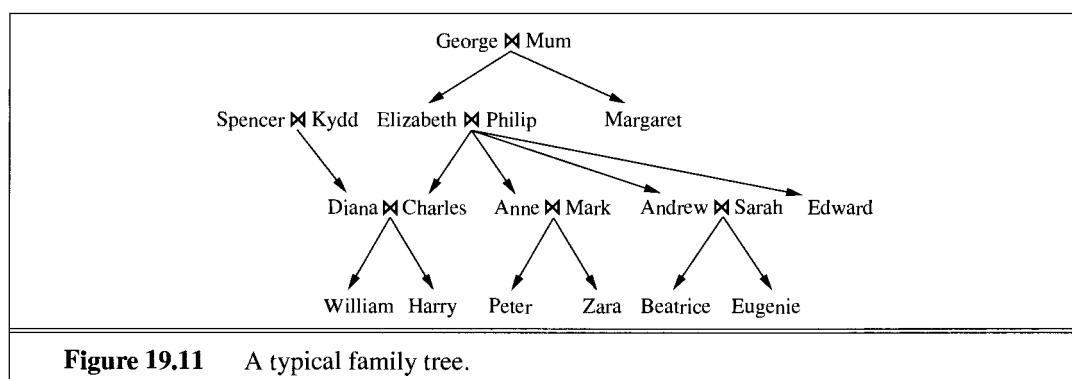 George ⋈ Mum
Spencer ⋈ Kydd Elizabeth ⋈ Philip Margaret
Diana ⋈ Charles Anne ⋈ Mark Andrew ⋈ Sarah Edward
William Harry Peter Zara Beatrice Eugenie
Figure 19.11 A typical family tree.